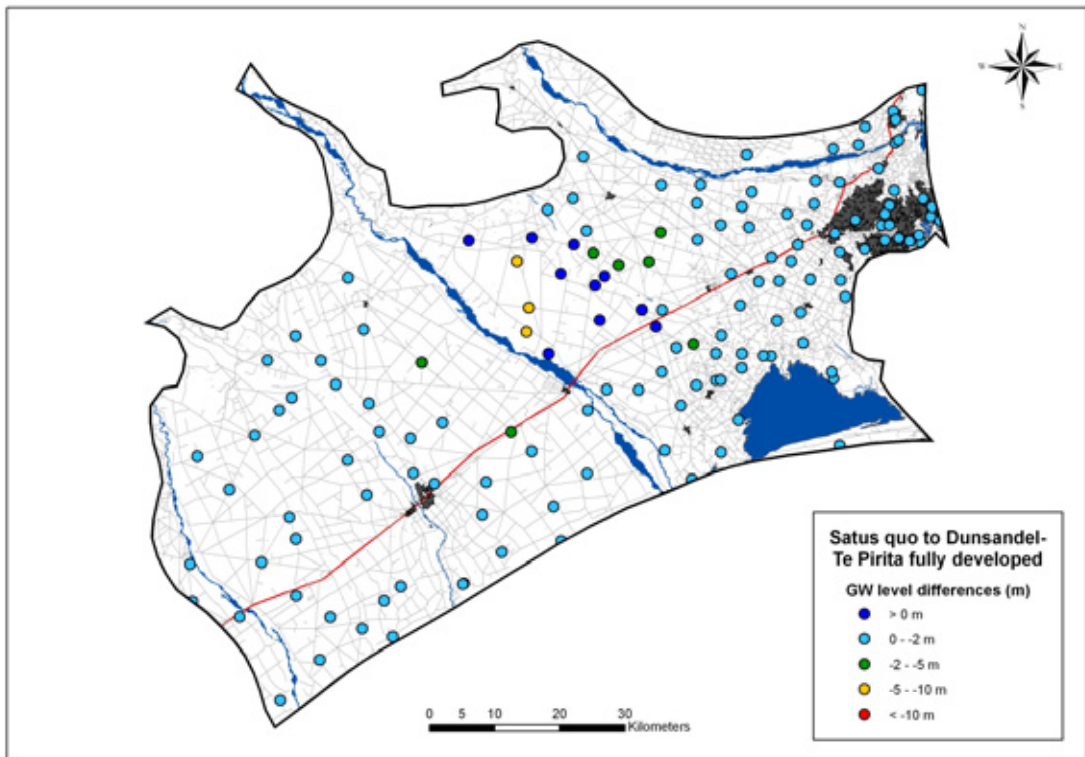 N
W E
S
Satus quo to Dunsandel-
Te Pirita fully developed
GW level differences (m)
> 0 m
0 - -2 m
-2 - -5 m
-5 - -10 m
< -10 m
0 5 10 20 30
Kilometers